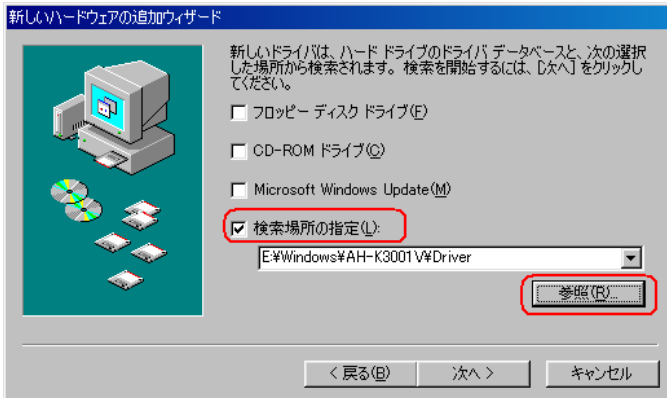 新しいハードウェアの追加ウィザード
新しいドライバは、ハード ドライブのドライバ データベースと、次の選択
した場所から検索されます。検索を開始するには、[次へ] をクリックし
てください。
フロッピー ディスク ドライブ(F)
CD-ROM ドライブ(C)
Microsoft Windows Update(M)
検索場所の指定(L):
E:¥Windows¥AH-K3001V¥Driver
参照(R)...
< 戻る(B)
次へ >
キャンセル